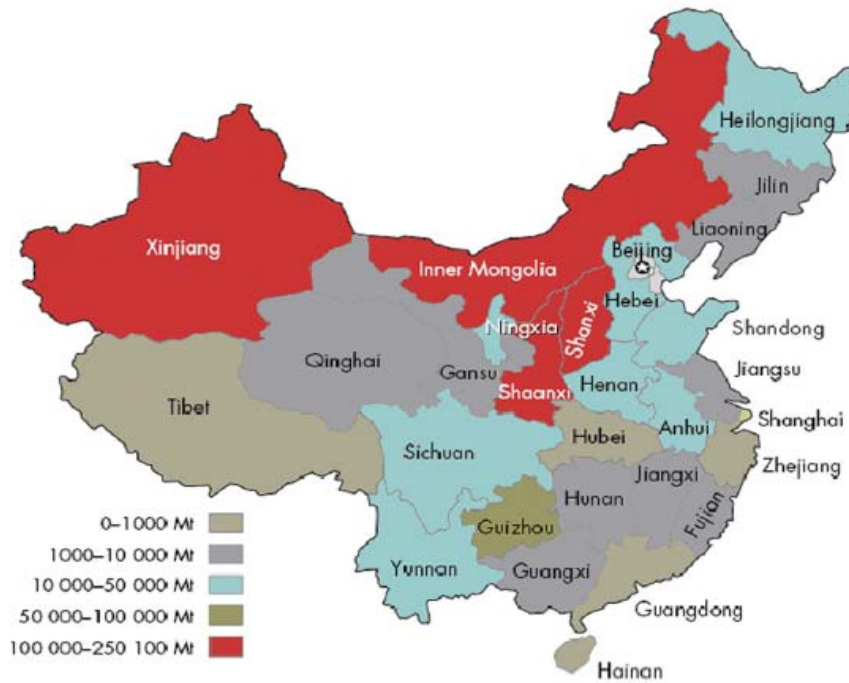 Heilongjiang
Jilin
Liaoning
Beijing
Xinjiang
Inner Mongolia
Hebei
Ningxia
Shanxi
Shandong
Qinghai
Gansu
Jiangsu
Shaanxi
Henan
Tibet
Shanghai
Anhui
Hubei
Sichuan
Zhejiang
Jiangxi
Hunan
Fujian
Guizhou
Yunnan
Guangxi
Guangdong
Hainan
0–1000 Mt
1000–10 000 Mt
10 000–50 000 Mt
50 000–100 000 Mt
100 000–250 100 Mt